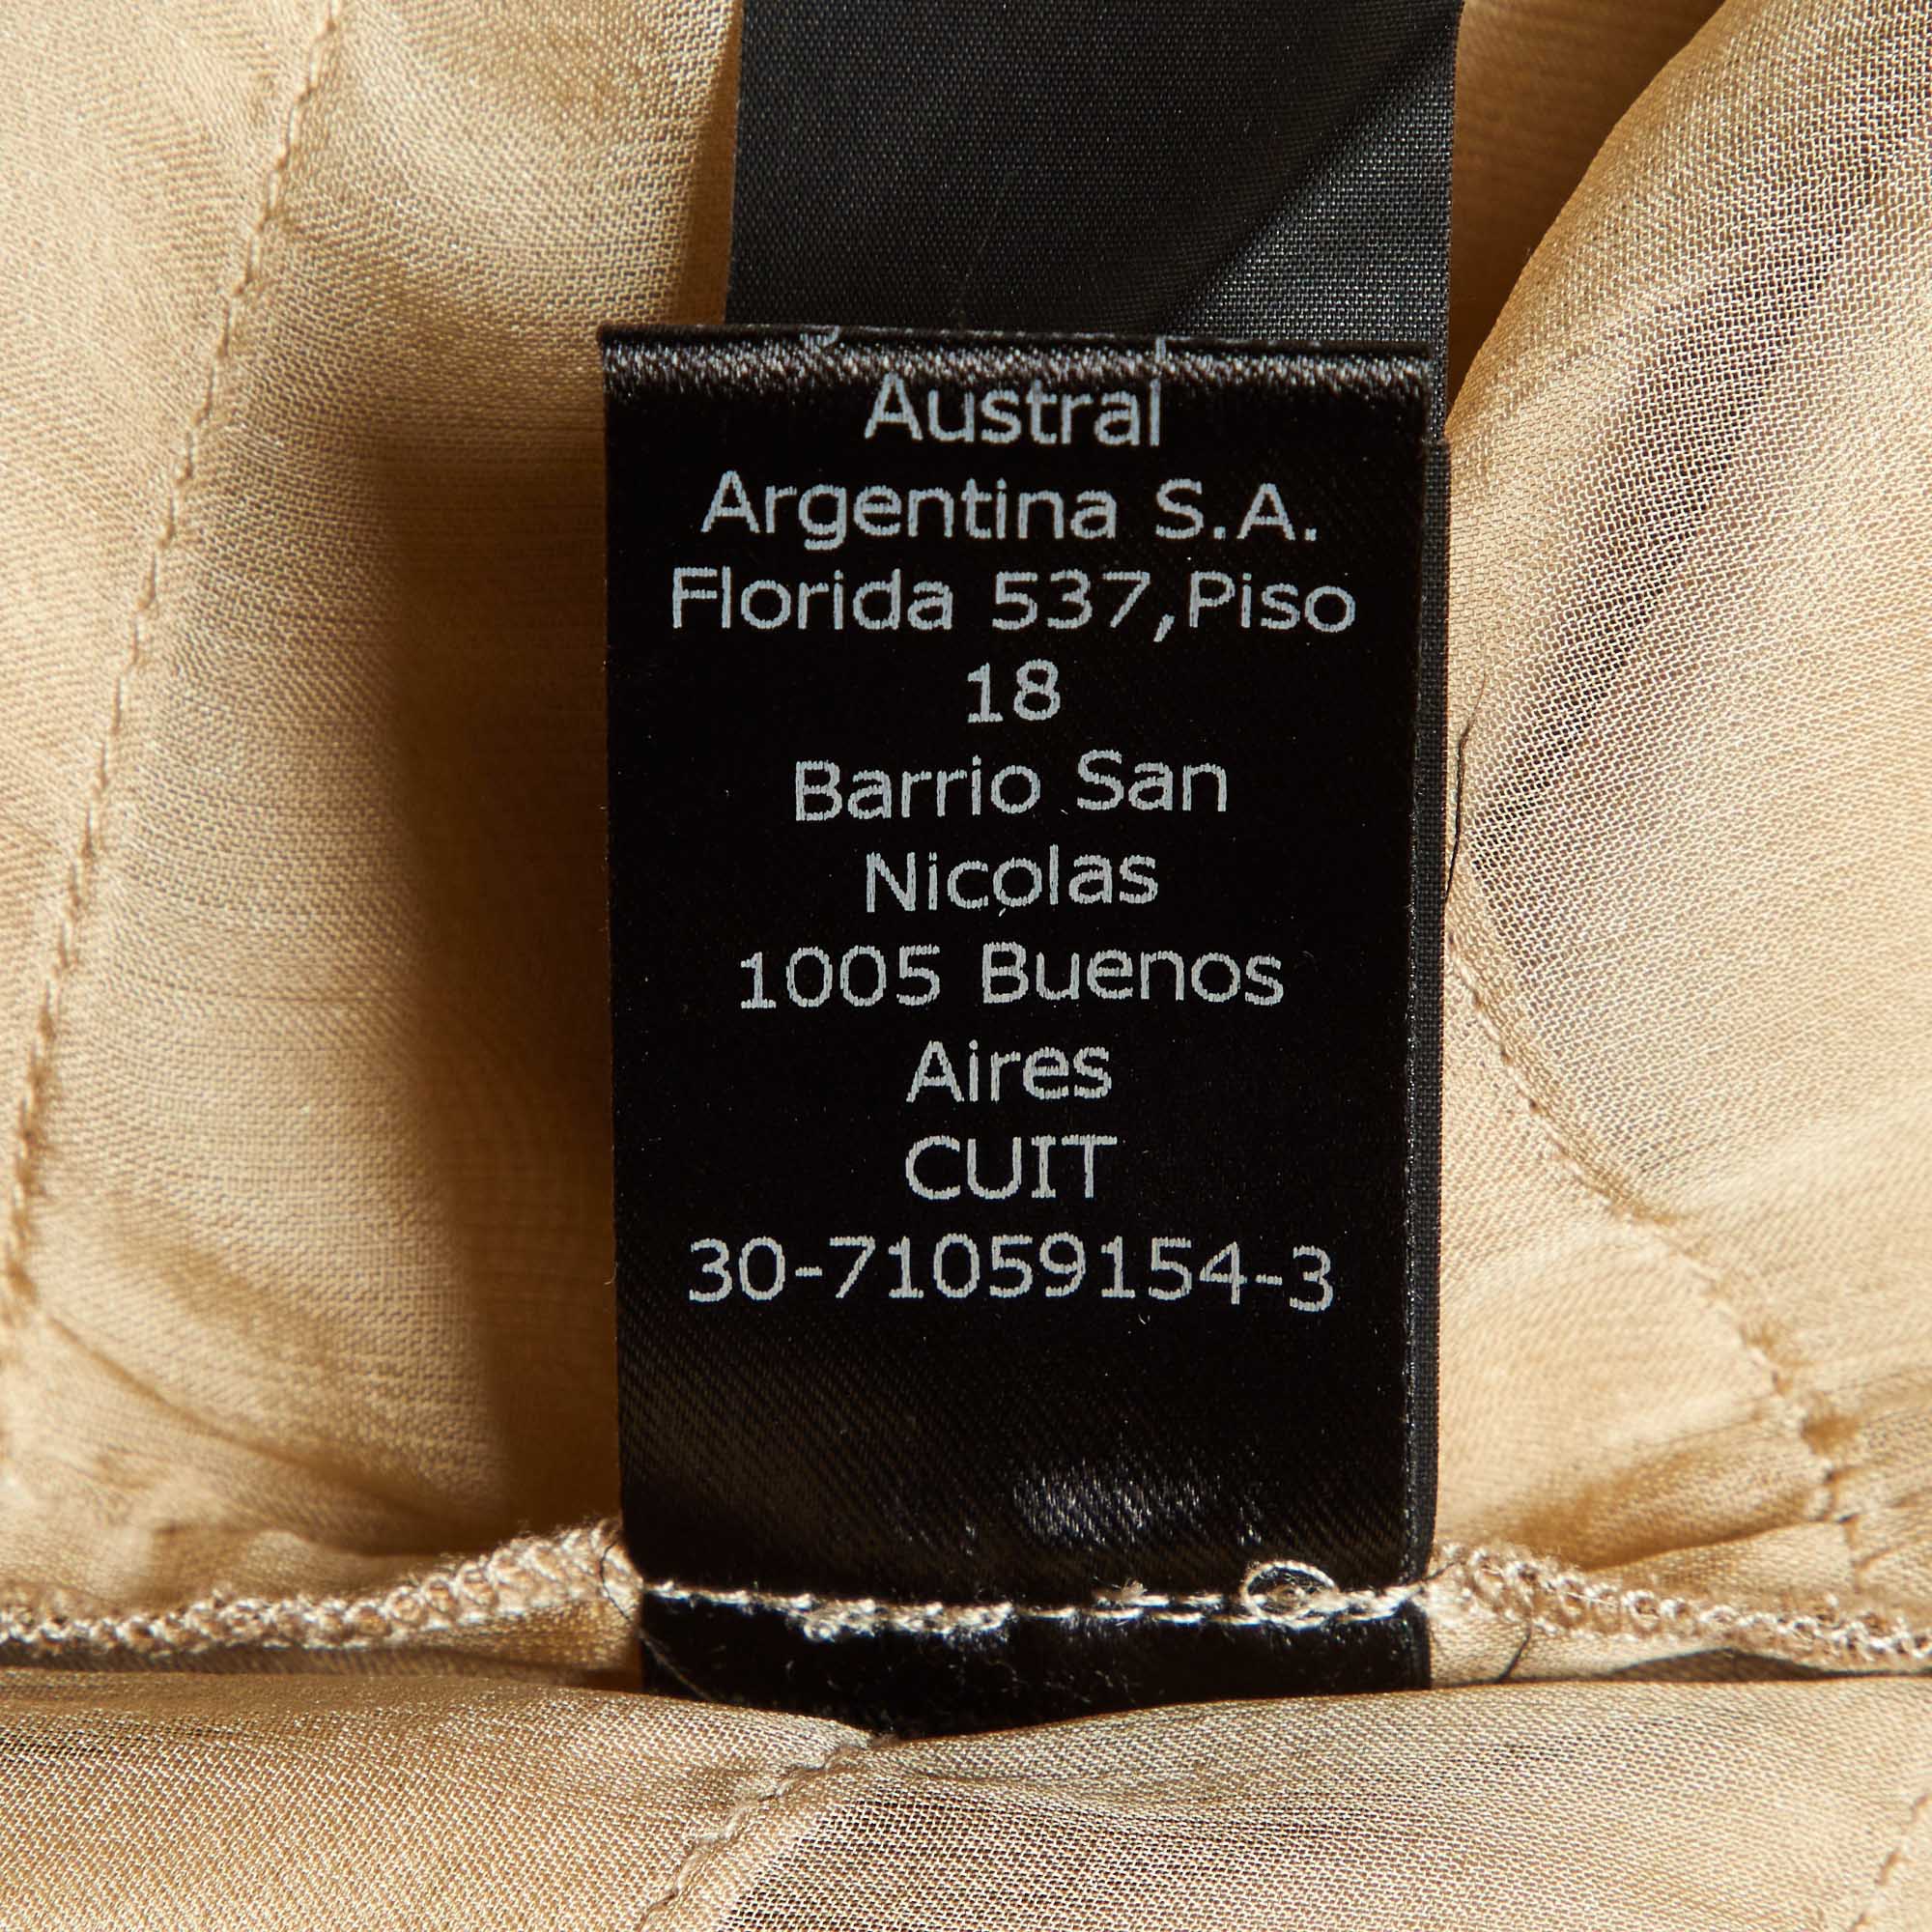 Austral
Argentina S.A.
Florida 537,Piso
18
Barrio San
Nicolas
1005 Buenos
Aires
CUIT
30-71059154-3